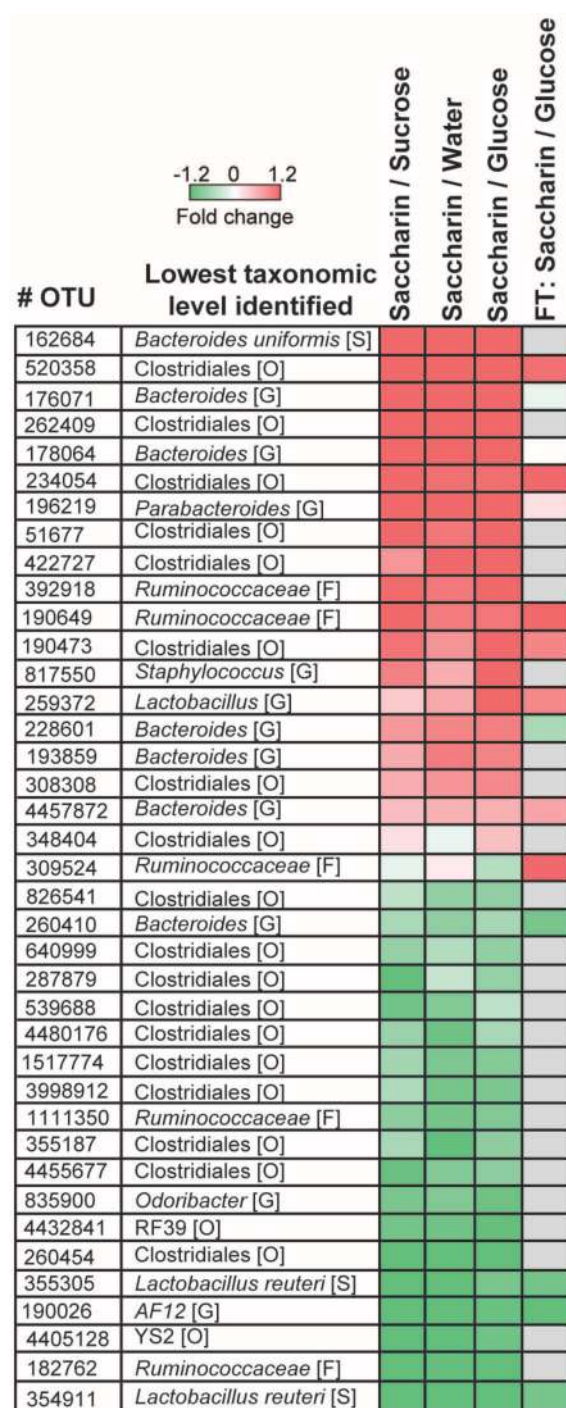 Saccharin / Sucrose
Saccharin / Water
Saccharin / Glucose
FT: Saccharin / Glucose
-1.2 0 1.2
Fold change
# OTU Lowest taxonomic level identified
162684 Bacteroides uniformis [S]
520358 Clostridiales [O]
176071 Bacteroides [G]
262409 Clostridiales [O]
178064 Bacteroides [G]
234054 Clostridiales [O]
196219 Parabacteroides [G]
51677 Clostridiales [O]
422727 Clostridiales [O]
392918 Ruminococcaceae [F]
190649 Ruminococcaceae [F]
190473 Clostridiales [O]
817550 Staphylococcus [G]
259372 Lactobacillus [G]
228601 Bacteroides [G]
193859 Bacteroides [G]
308308 Clostridiales [O]
4457872 Bacteroides [G]
348404 Clostridiales [O]
309524 Ruminococcaceae [F]
826541 Clostridiales [O]
260410 Bacteroides [G]
640999 Clostridiales [O]
287879 Clostridiales [O]
539688 Clostridiales [O]
4480176 Clostridiales [O]
1517774 Clostridiales [O]
3998912 Clostridiales [O]
1111350 Ruminococcaceae [F]
355187 Clostridiales [O]
4455677 Clostridiales [O]
835900 Odoribacter [G]
4432841 RF39 [O]
260454 Clostridiales [O]
355305 Lactobacillus reuteri [S]
190026 AF12 [G]
4405128 YS2 [O]
182762 Ruminococcaceae [F]
354911 Lactobacillus reuteri [S]